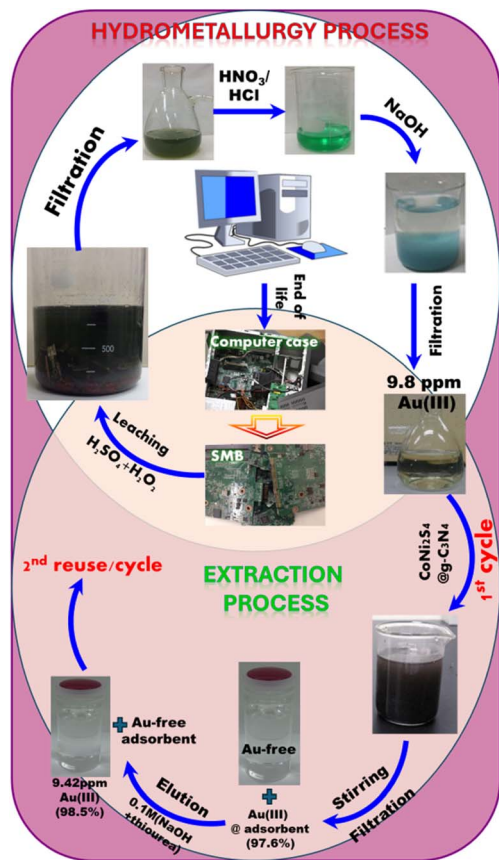 HYDROMETALLURGY PROCESS
HNO₃/
HCl
NaOH
Filtration
End of
life
Computer case
Filtration
500
9.8 ppm
Au(III)
SMB
Leaching
H₂SO₄+H₂O₂
CoNi₂S₄
@g-C₃N₄
1st cycle
2nd reuse/cycle
EXTRACTION
PROCESS
Stirring
Filtration
Au-free
+
Au(III)
@ adsorbent
(97.6%)
Elution
0.1M(NaOH
+thiourea)
+ Au-free
adsorbent
9.42ppm
Au(III)
(98.5%)